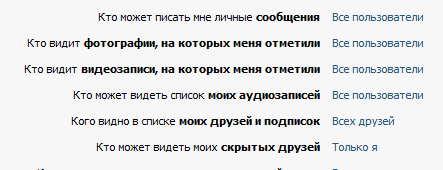 Кто может писать мне личные сообщения Все пользователи
Кто видит фотографии, на которых меня отметили Все пользователи
Кто видит видеозаписи, на которых меня отметили Все пользователи
Кто может видеть список моих аудиозаписей Все пользователи
Кого видно в списке моих друзей и подписок Всех друзей
Кто может видеть моих скрытых друзей Только я